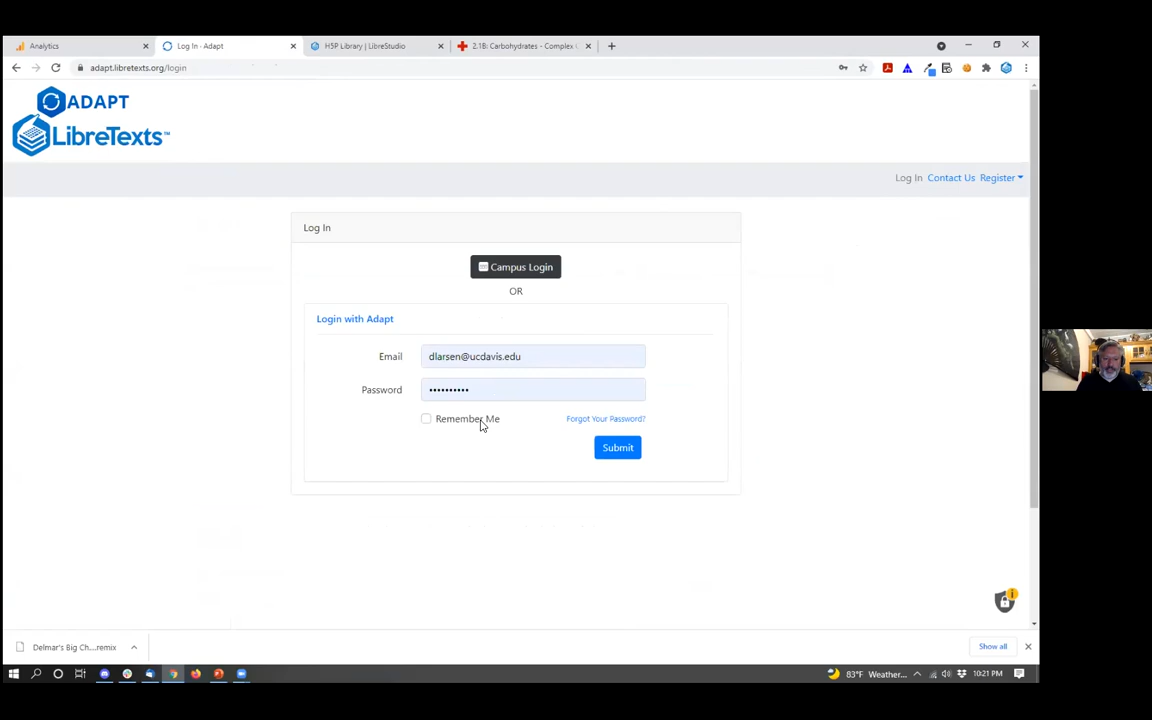 Analytics
Log In - Adapt
H5P Library | LibreStudio
2.1B: Carbohydrates - Complex
adapt.libretexts.org/login
ADAPT
LibreTexts™
Log In Contact Us Register
Log In
Campus Login
OR
Login with Adapt
Email dlarsen@ucdavis.edu
Password ••••••••••
Remember Me Forgot Your Password?
Submit
Delmar's Big Ch....remix
Show all
83°F Weather... 10:21 PM